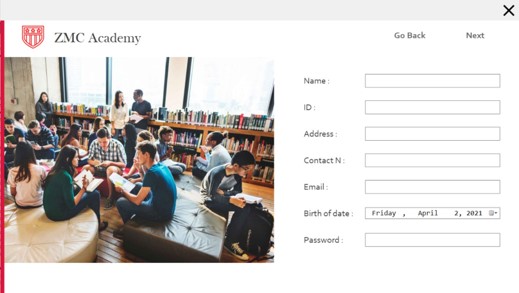 ZMC Academy
Go Back
Next
Name :
ID :
Address :
Contact N :
Email :
Birth of date :
Friday , April 2, 2021
Password :